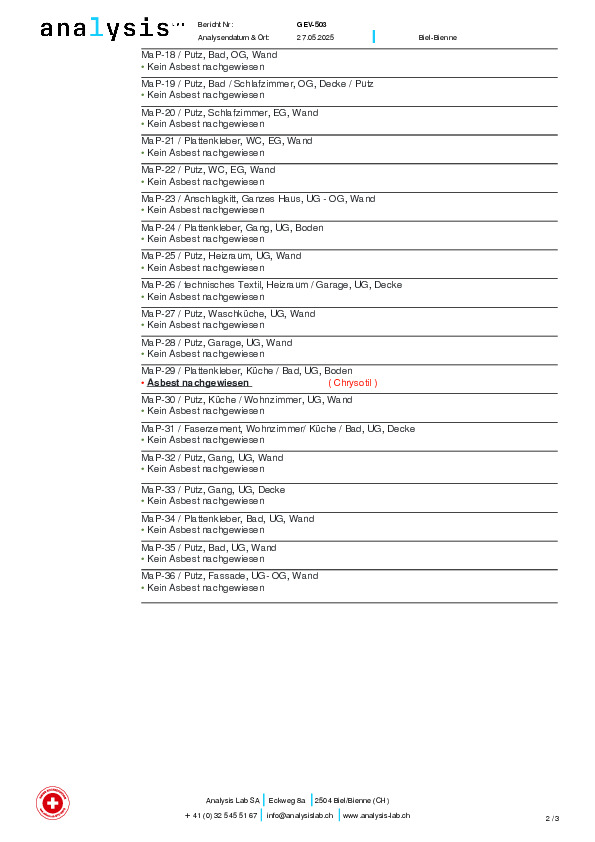 analysis
Bericht Nr: GEV-503
Analysendatum & Ort: 27.05.2025 Biel-Bienne
MaP-18 / Putz, Bad, OG, Wand
• Kein Asbest nachgewiesen
MaP-19 / Putz, Bad / Schlafzimmer, OG, Decke / Putz
• Kein Asbest nachgewiesen
MaP-20 / Putz, Schlafzimmer, EG, Wand
• Kein Asbest nachgewiesen
MaP-21 / Plattenkleber, WC, EG, Wand
• Kein Asbest nachgewiesen
MaP-22 / Putz, WC, EG, Wand
• Kein Asbest nachgewiesen
MaP-23 / Anschlagkitt, Ganzes Haus, UG - OG, Wand
• Kein Asbest nachgewiesen
MaP-24 / Plattenkleber, Gang, UG, Boden
• Kein Asbest nachgewiesen
MaP-25 / Putz, Heizraum, UG, Wand
• Kein Asbest nachgewiesen
MaP-26 / technisches Textil, Heizraum / Garage, UG, Decke
• Kein Asbest nachgewiesen
MaP-27 / Putz, Waschküche, UG, Wand
• Kein Asbest nachgewiesen
MaP-28 / Putz, Garage, UG, Wand
• Kein Asbest nachgewiesen
MaP-29 / Plattenkleber, Küche / Bad, UG, Boden
• Asbest nachgewiesen ( Chrysotil )
MaP-30 / Putz, Küche / Wohnzimmer, UG, Wand
• Kein Asbest nachgewiesen
MaP-31 / Faserzement, Wohnzimmer/ Küche / Bad, UG, Decke
• Kein Asbest nachgewiesen
MaP-32 / Putz, Gang, UG, Wand
• Kein Asbest nachgewiesen
MaP-33 / Putz, Gang, UG, Decke
• Kein Asbest nachgewiesen
MaP-34 / Plattenkleber, Bad, UG, Wand
• Kein Asbest nachgewiesen
MaP-35 / Putz, Bad, UG, Wand
• Kein Asbest nachgewiesen
MaP-36 / Putz, Fassade, UG- OG, Wand
• Kein Asbest nachgewiesen
Analysis Lab SA | Eckweg 8a | 2504 Biel/Bienne (CH)
+ 41 (0) 32 545 51 67 | info@analysislab.ch | www.analysis-lab.ch
2 / 3